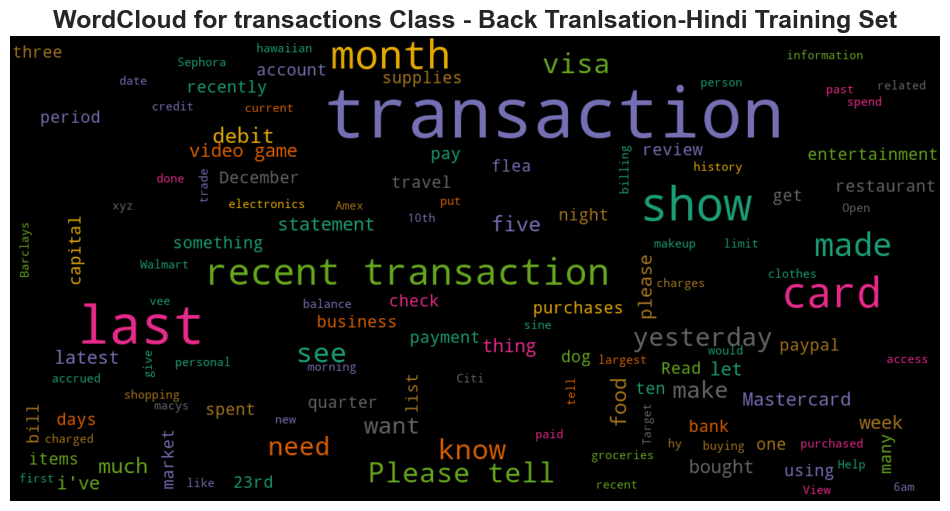 WordCloud for transactions Class - Back Tranlsation-Hindi Training Set
three
hawaiian
month
visa
information
Sephora
account
supplies
date
recently
person
past
related
transaction
spend
credit
current
period
debit
video game
pay
review
entertainment
flea
billing
history
done
trade
December
travel
get
restaurant
electronics
Amex
put
show
xyz
10th
night
Open
statement
five
made
something
makeup
limit
Barclays
capital
Walmart
recent transaction
please
charges
clothes
card
vee
balance
check
purchases
last
business
sine
payment
thing
yesterday
paypal
latest
see
dog
would
access
give
personal
morning
largest
Read
let
accrued
Citi
tell
ten
make
Mastercard
shopping
list
food
macys
spent
quarter
bill
days
new
want
Target
bank
week
charged
need
know
paid
hy
buying
one
purchased
many
items
much
market
groceries
bought
using
Help
first
i've
like
23rd
Please tell
recent
View
6am